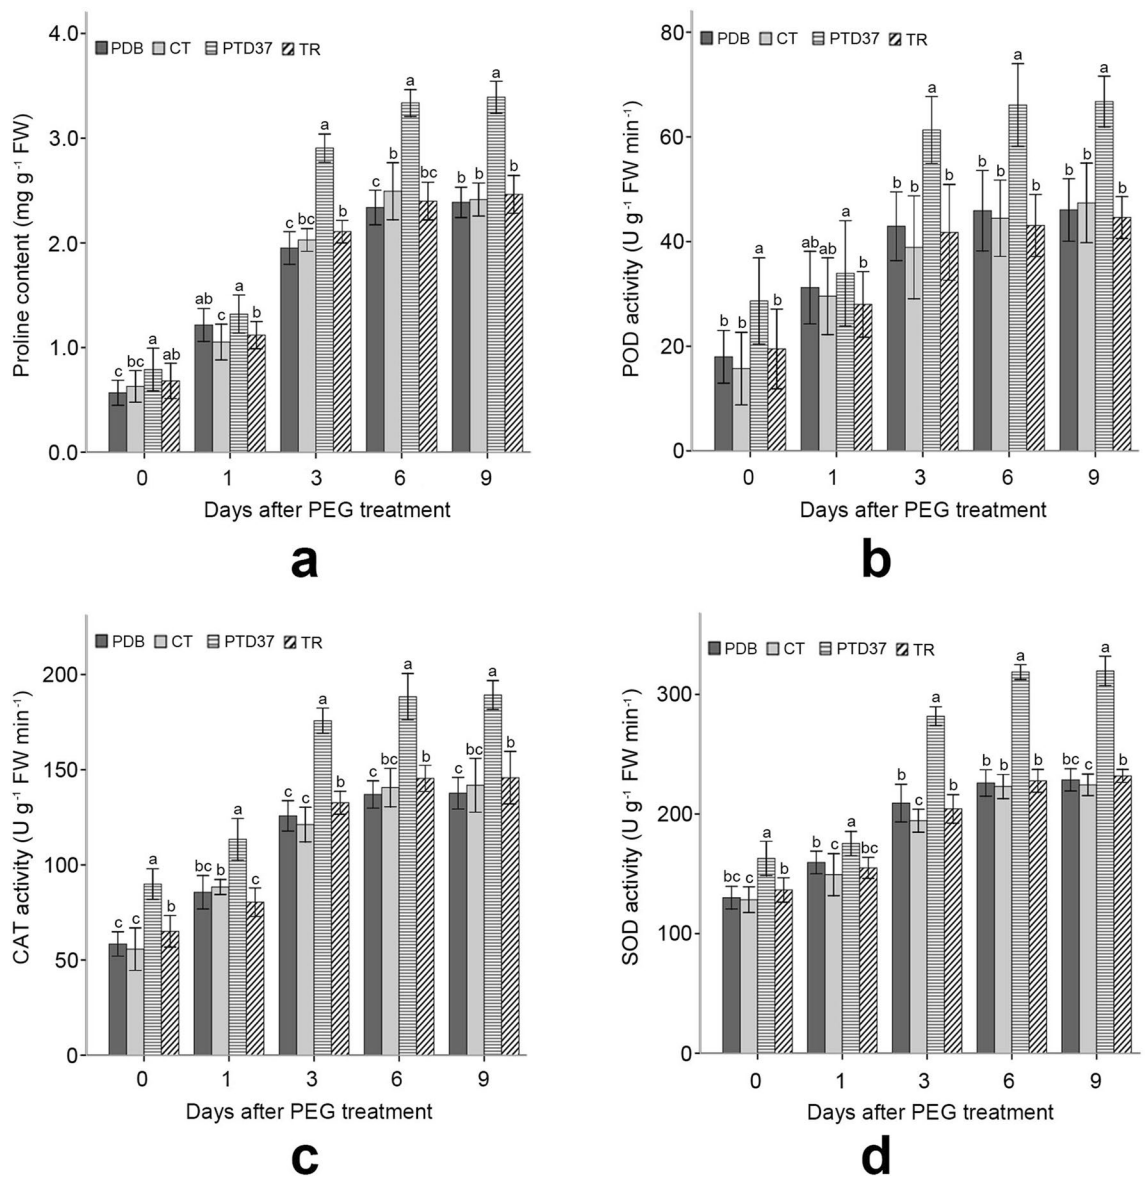 PDB CT PTD37 TR
4.0
3.0
2.0
1.0
0.0
Proline content (mg g⁻¹ FW)
c bc a ab
ab c a b
c bc a b
c b a bc
b b a b
0 1 3 6 9
Days after PEG treatment
a
PDB CT PTD37 TR
80
60
40
20
0
POD activity (U g⁻¹ FW min⁻¹)
b b a b
ab ab a b
b b a b
b b a b
b b a b
0 1 3 6 9
Days after PEG treatment
b
PDB CT PTD37 TR
200
150
100
50
0
CAT activity (U g⁻¹ FW min⁻¹)
c c a b
bc b a c
c c a b
c bc a b
c bc a b
0 1 3 6 9
Days after PEG treatment
c
PDB CT PTD37 TR
300
200
100
0
SOD activity (U g⁻¹ FW min⁻¹)
bc c a b
b c a bc
b c a b
b b a b
bc c a b
0 1 3 6 9
Days after PEG treatment
d